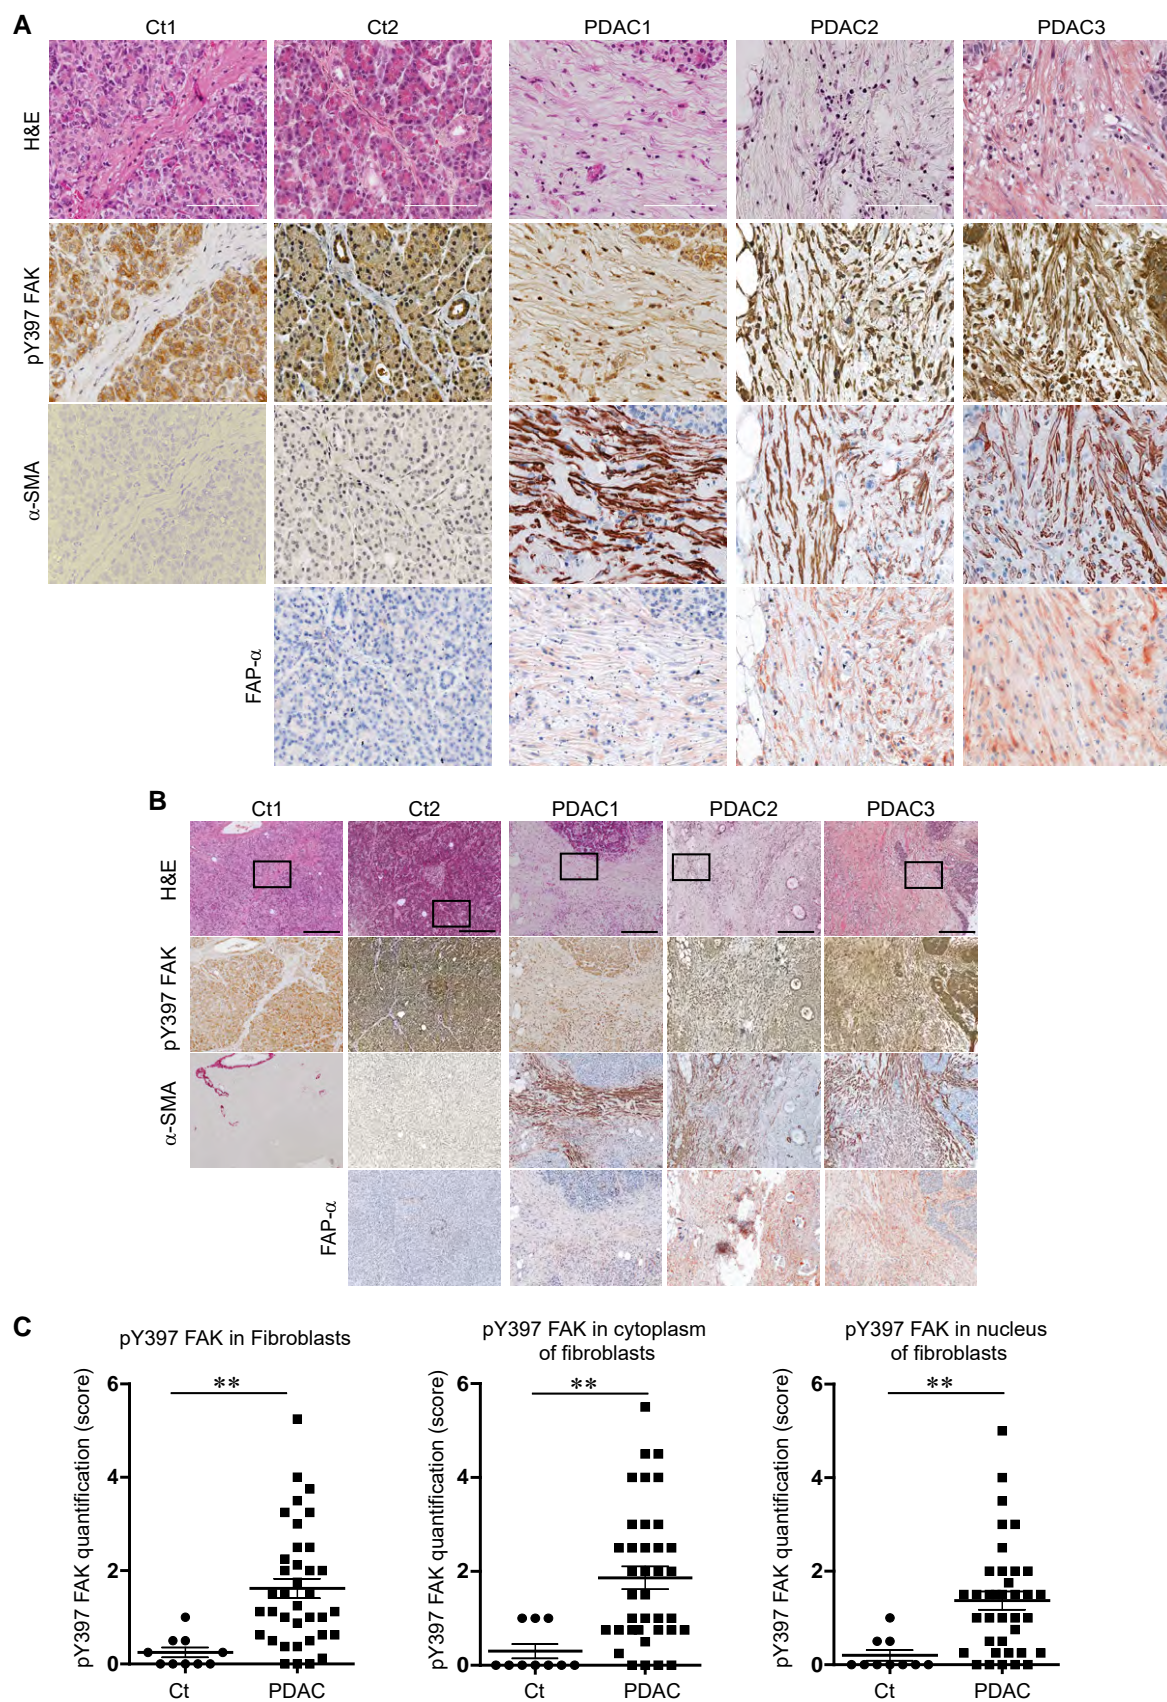 A
Ct1 Ct2 PDAC1 PDAC2 PDAC3
H&E
pY397 FAK
α-SMA
FAP-α
B
Ct1 Ct2 PDAC1 PDAC2 PDAC3
H&E
pY397 FAK
α-SMA
FAP-α
C
pY397 FAK in Fibroblasts
pY397 FAK quantification (score)
6
4
2
0
**
Ct PDAC
pY397 FAK in cytoplasm
of fibroblasts
pY397 FAK quantification (score)
6
4
2
0
**
Ct PDAC
pY397 FAK in nucleus
of fibroblasts
pY397 FAK quantification (score)
6
4
2
0
**
Ct PDAC